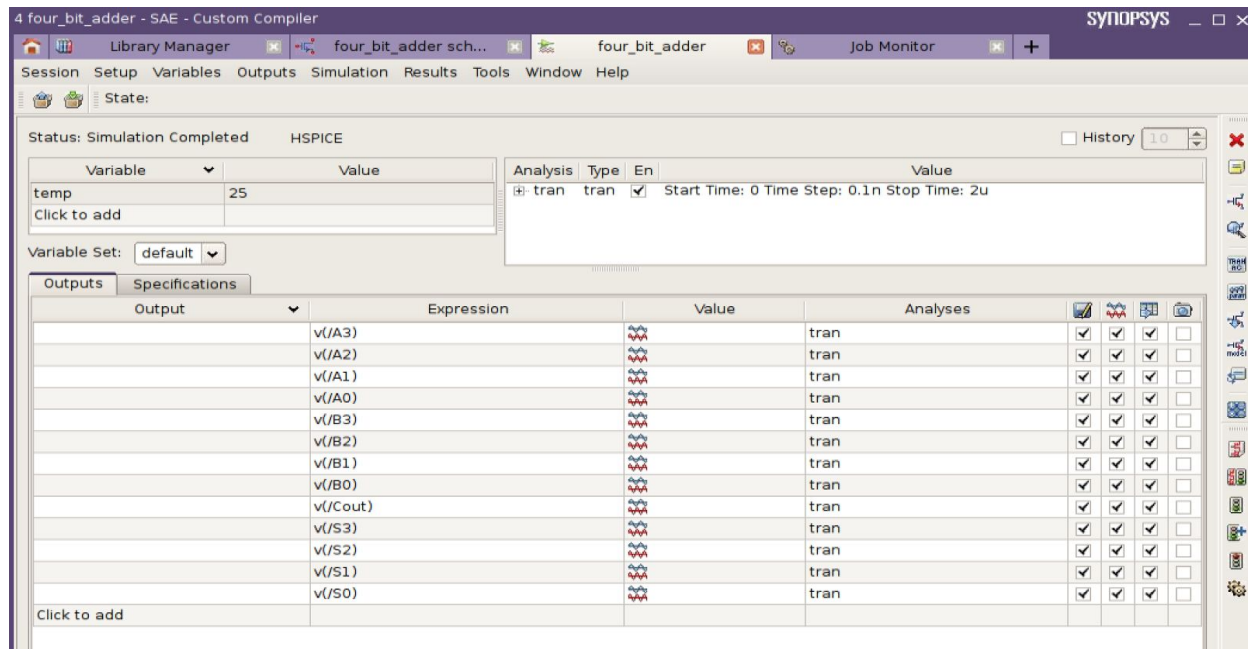 4 four_bit_adder - SAE - Custom Compiler SYNOPSYS
Library Manager four_bit_adder sch... four_bit_adder Job Monitor
Session Setup Variables Outputs Simulation Results Tools Window Help
State:
Status: Simulation Completed HSPICE History 10
Variable Value Analysis Type En Value
temp 25 tran tran Start Time: 0 Time Step: 0.1n Stop Time: 2u
Click to add
Variable Set: default
Outputs Specifications
Output Expression Value Analyses
v(/A3) tran
v(/A2) tran
v(/A1) tran
v(/A0) tran
v(/B3) tran
v(/B2) tran
v(/B1) tran
v(/B0) tran
v(/Cout) tran
v(/S3) tran
v(/S2) tran
v(/S1) tran
v(/S0) tran
Click to add